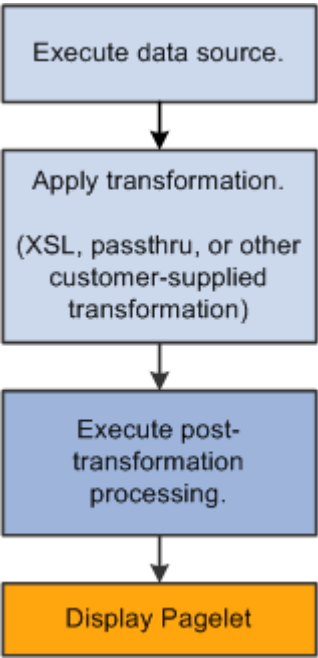 Execute data source.
Apply transformation.
(XSL, passthru, or other
customer-supplied
transformation)
Execute post-
transformation
processing.
Display Pagelet